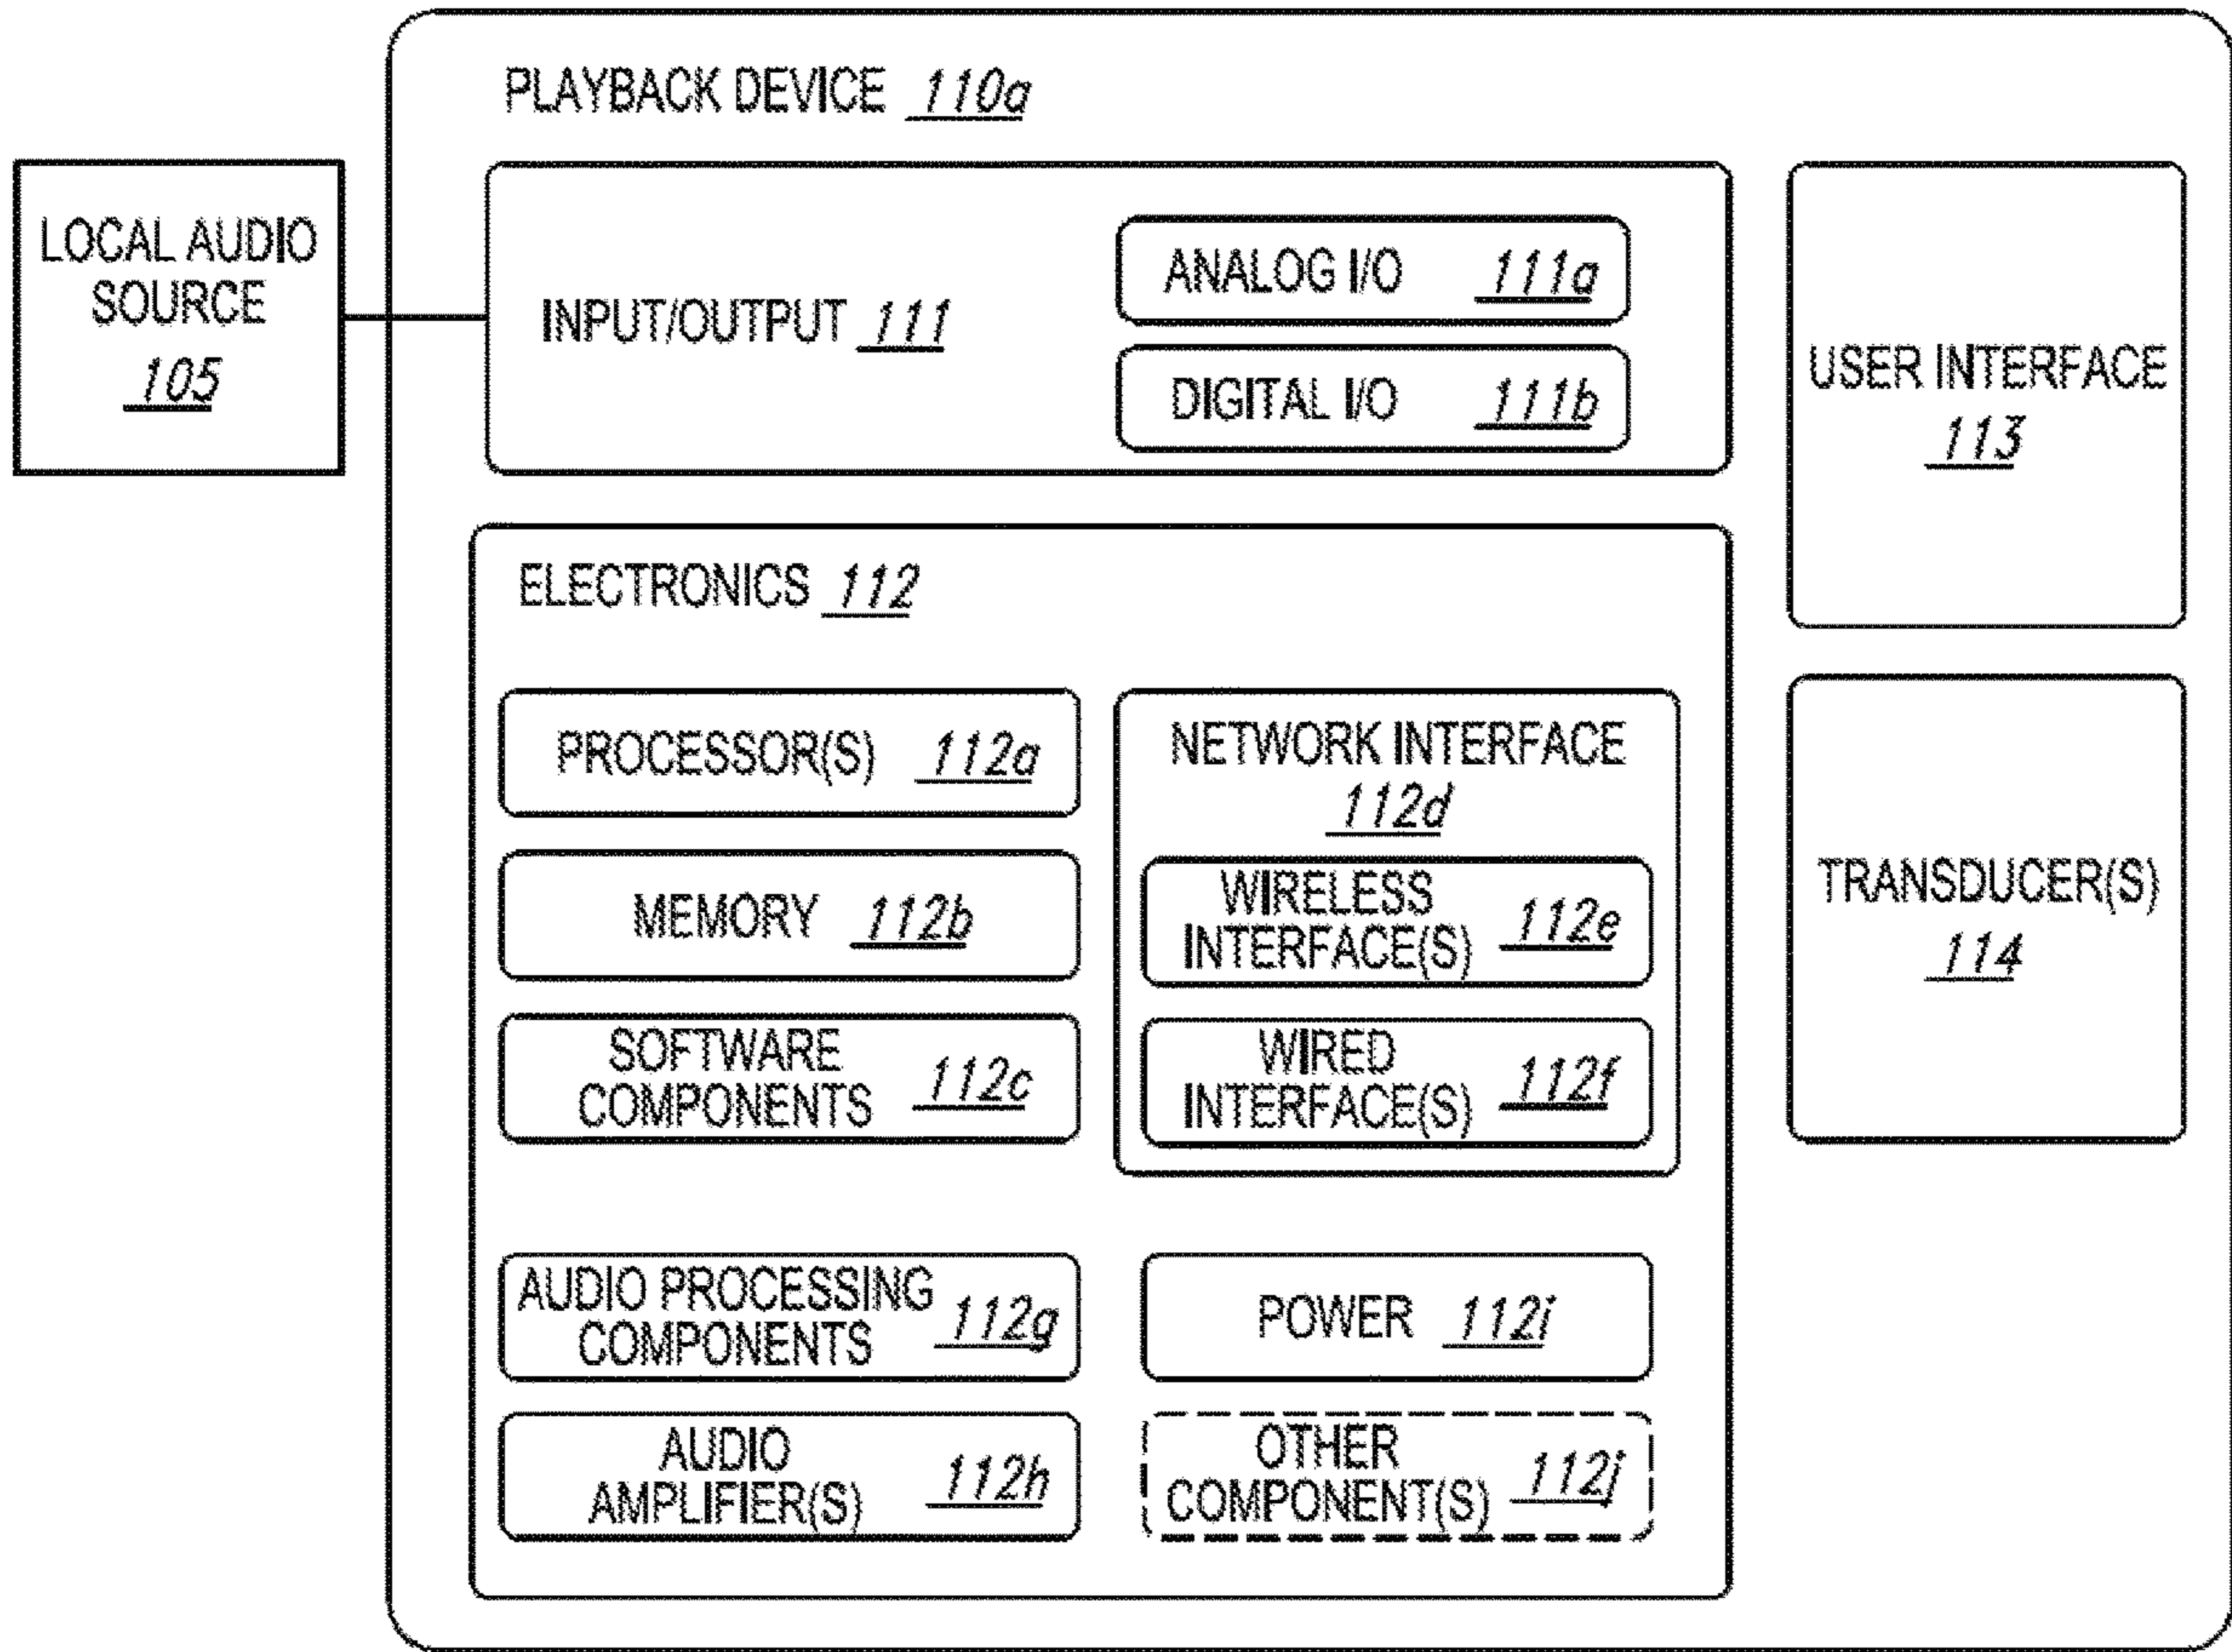 PLAYBACK DEVICE 110a
LOCAL AUDIO
SOURCE
105
INPUT/OUTPUT 111
ANALOG I/O 111a
DIGITAL I/O 111b
USER INTERFACE
113
ELECTRONICS 112
PROCESSOR(S) 112a
MEMORY 112b
SOFTWARE
COMPONENTS 112c
NETWORK INTERFACE
112d
WIRELESS
INTERFACE(S) 112e
WIRED
INTERFACE(S) 112f
TRANSDUCER(S)
114
AUDIO PROCESSING
COMPONENTS 112g
POWER 112i
AUDIO
AMPLIFIER(S) 112h
OTHER
COMPONENT(S) 112j